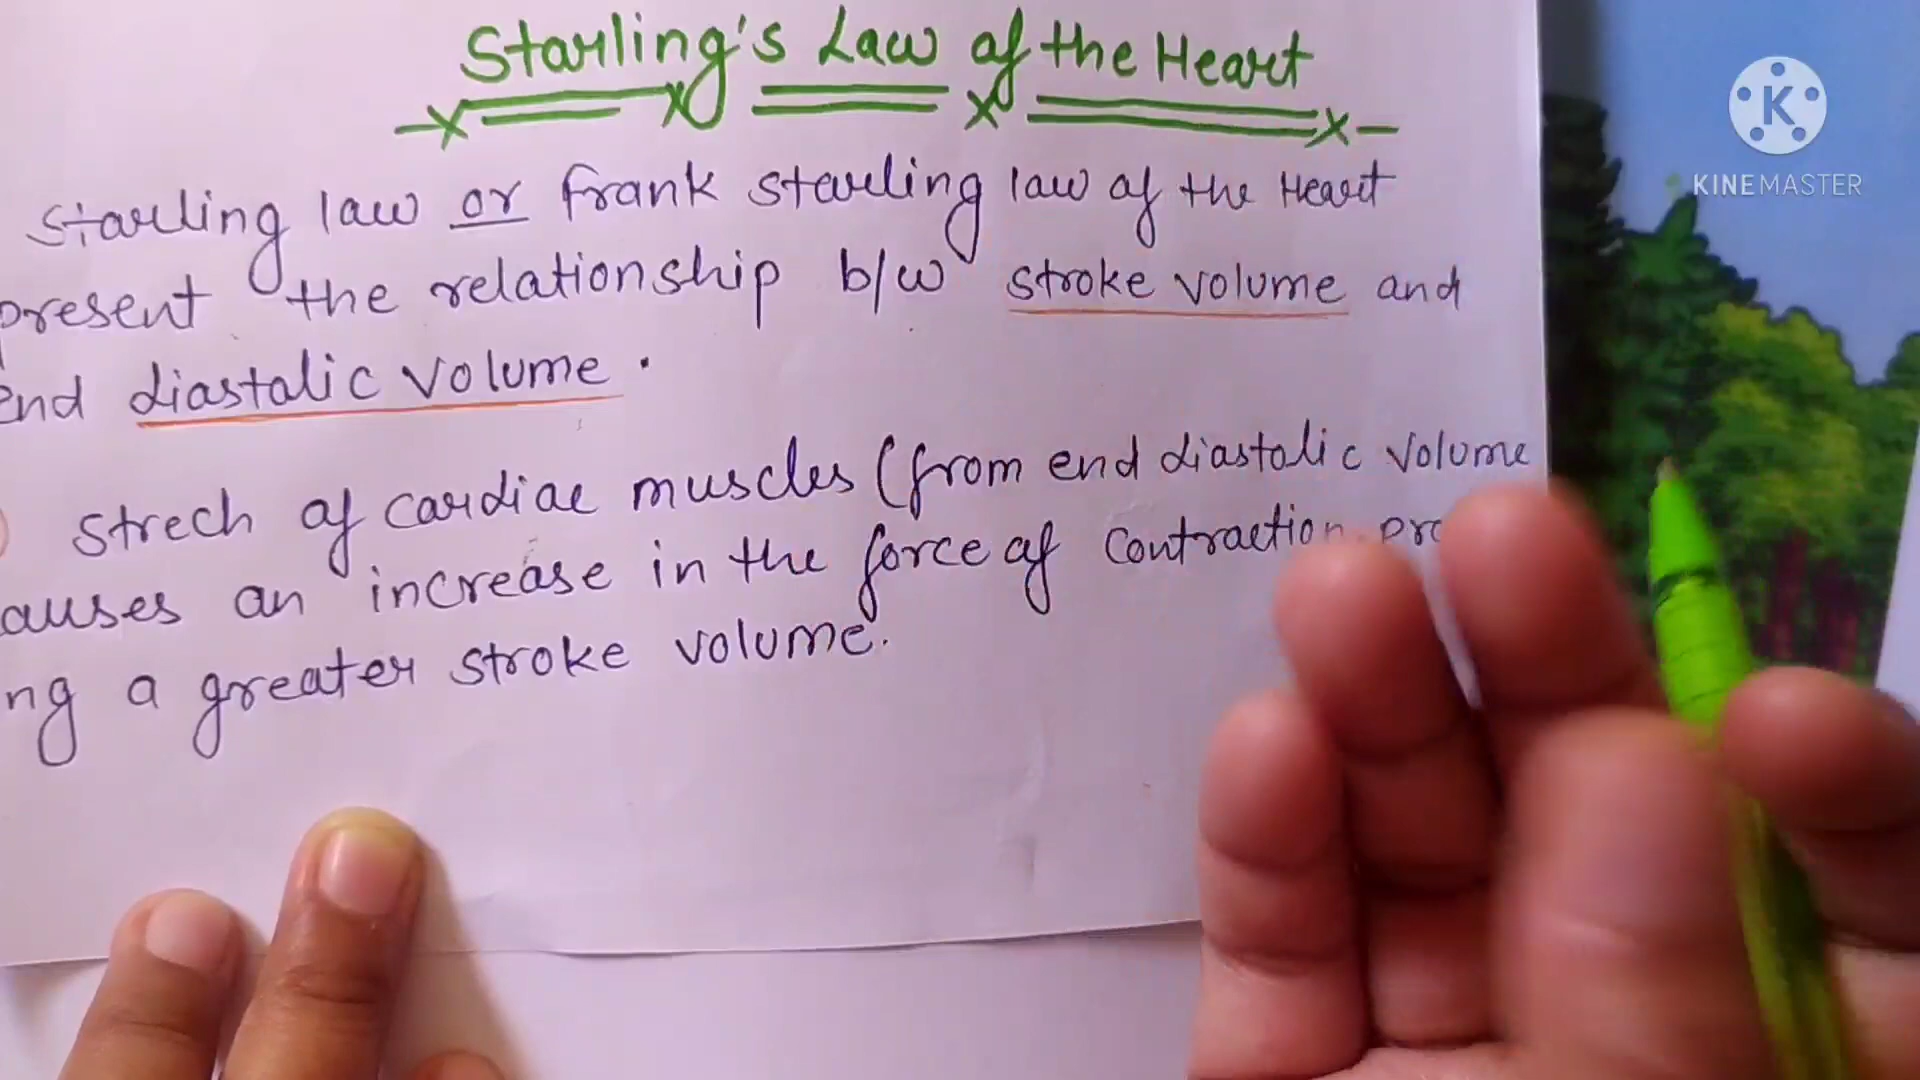 Starling's Law of the Heart
Starling law or frank starling law of the Heart
present the relationship b/w stroke volume and
end diastalic volume.
Strech of cardiac muscles (from end diastolic volume
auses an increase in the force of contraction pro
ng a greater stroke volume.
K
KINEMASTER